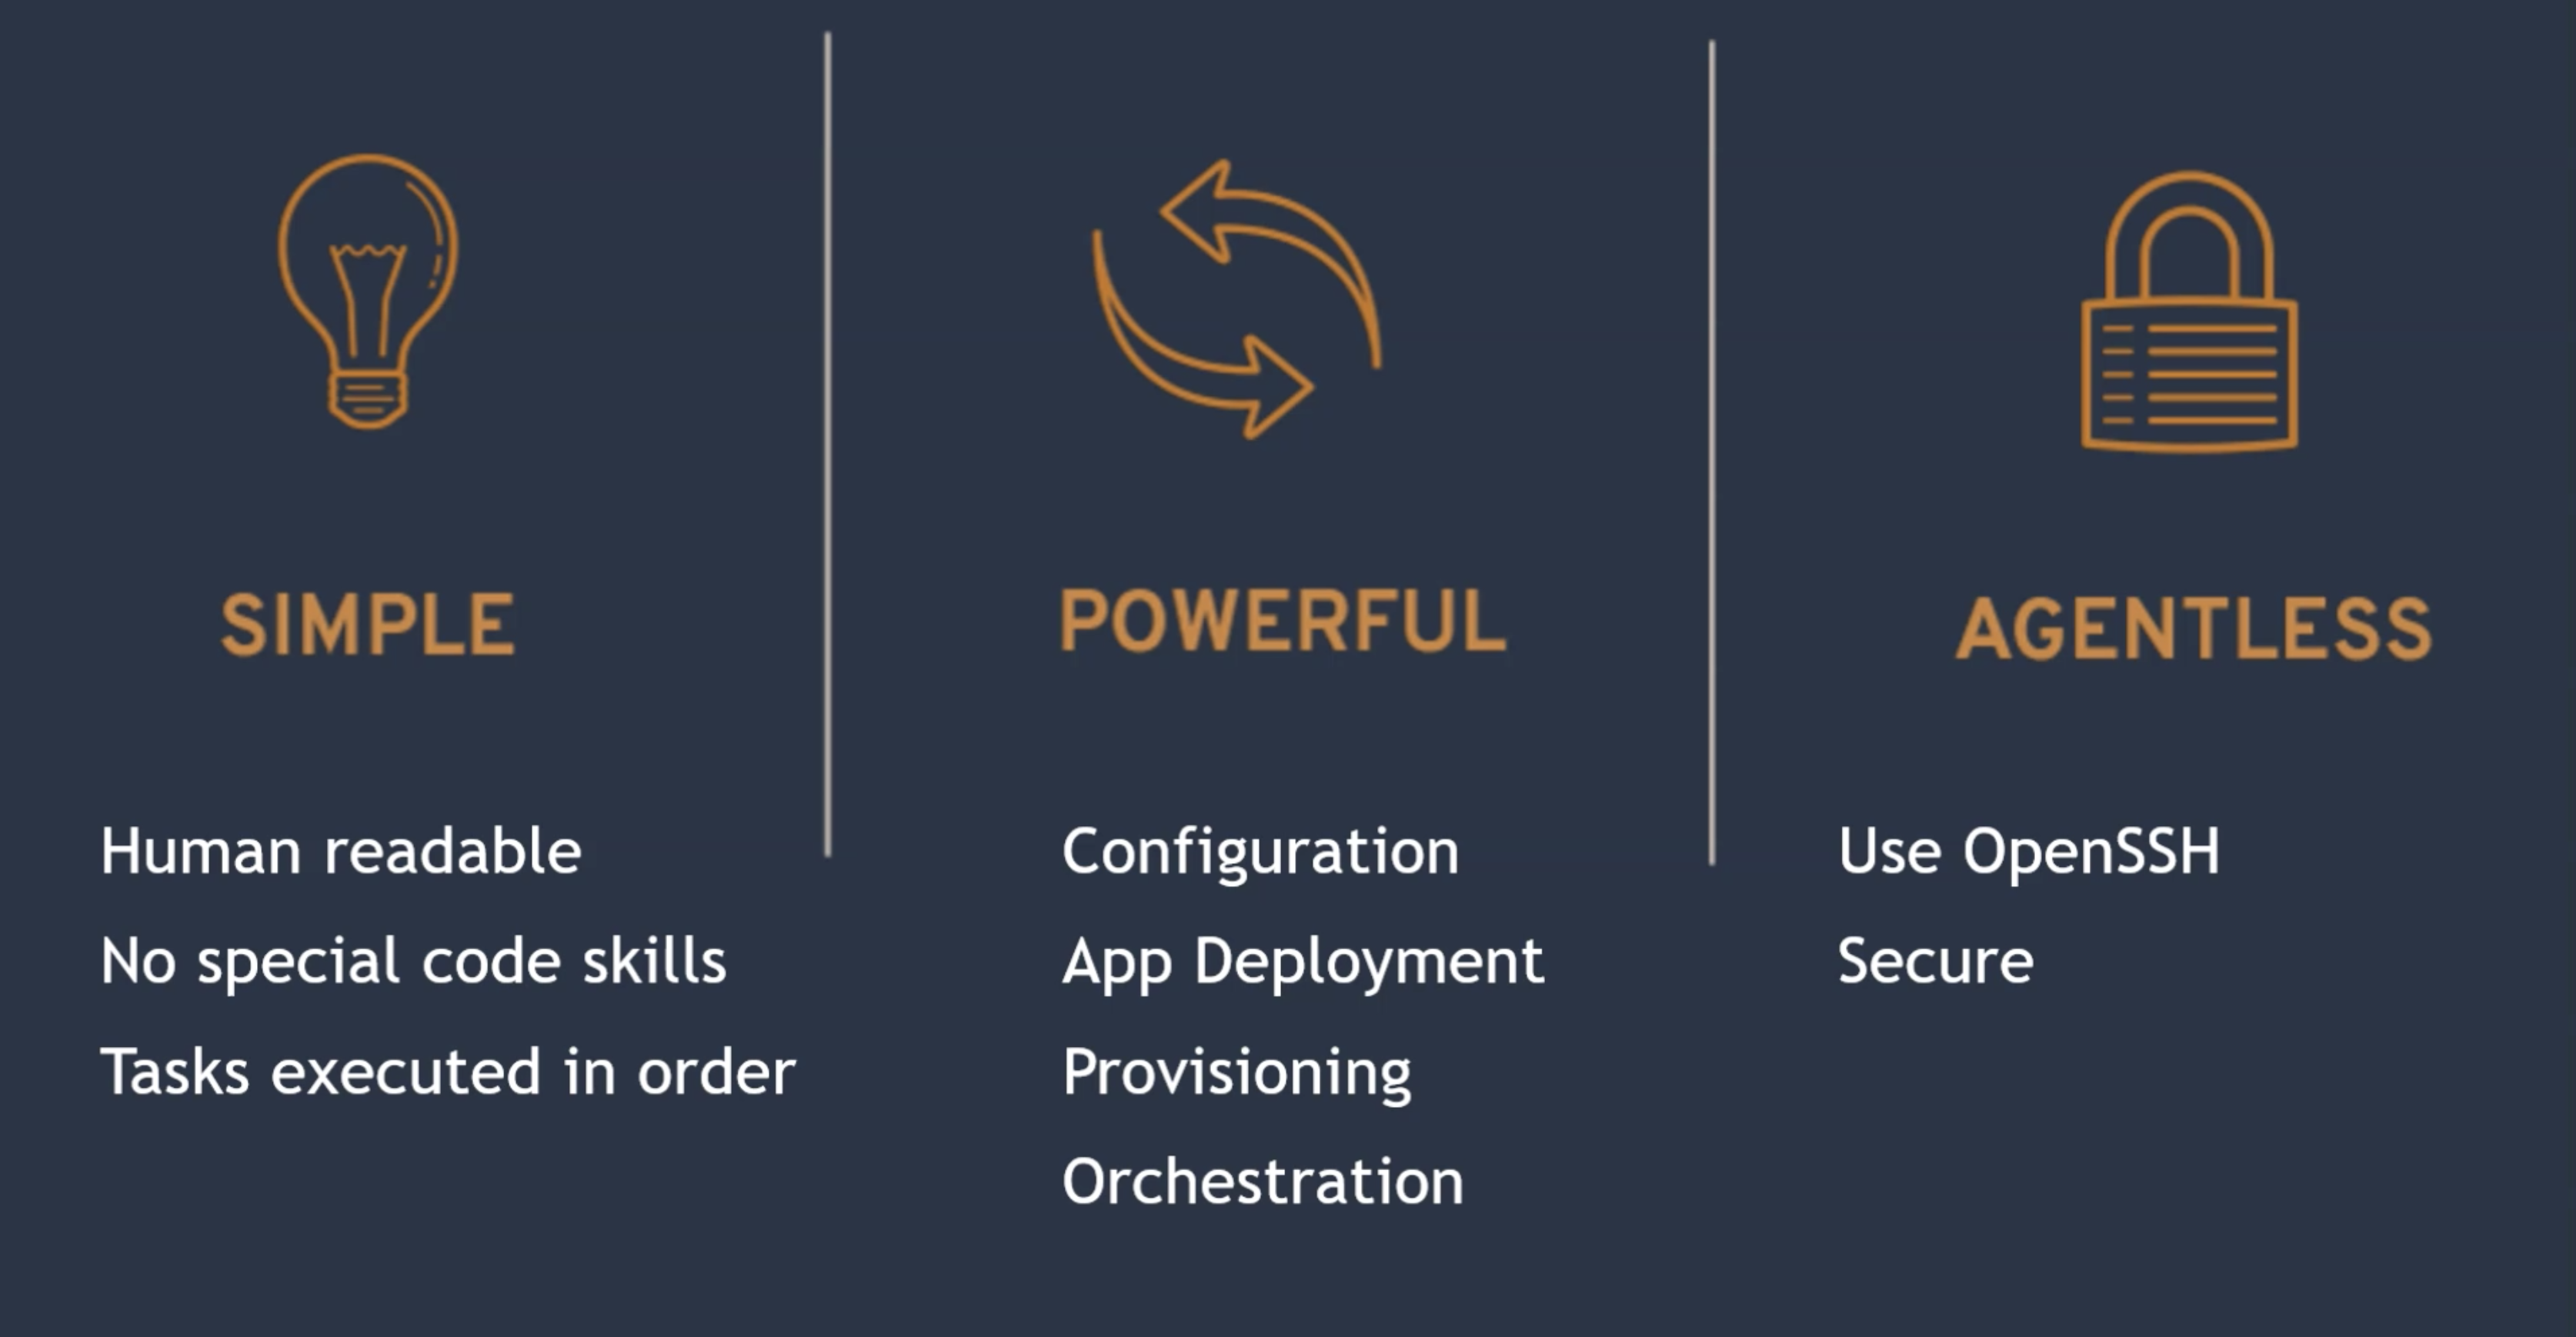 SIMPLE
Human readable
No special code skills
Tasks executed in order
POWERFUL
Configuration
App Deployment
Provisioning
Orchestration
AGENTLESS
Use OpenSSH
Secure